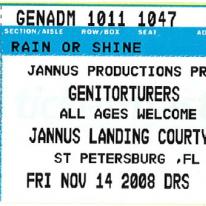 GENADM 1011 1047
SECTION/AISLE ROW/BOX SEAT
RAIN OR SHINE
JANNUS PRODUCTIONS PR
GENITORTURERS
ALL AGES WELCOME
JANNUS LANDING COURTY
ST PETERSBURG ,FL
FRI NOV 14 2008 DRS